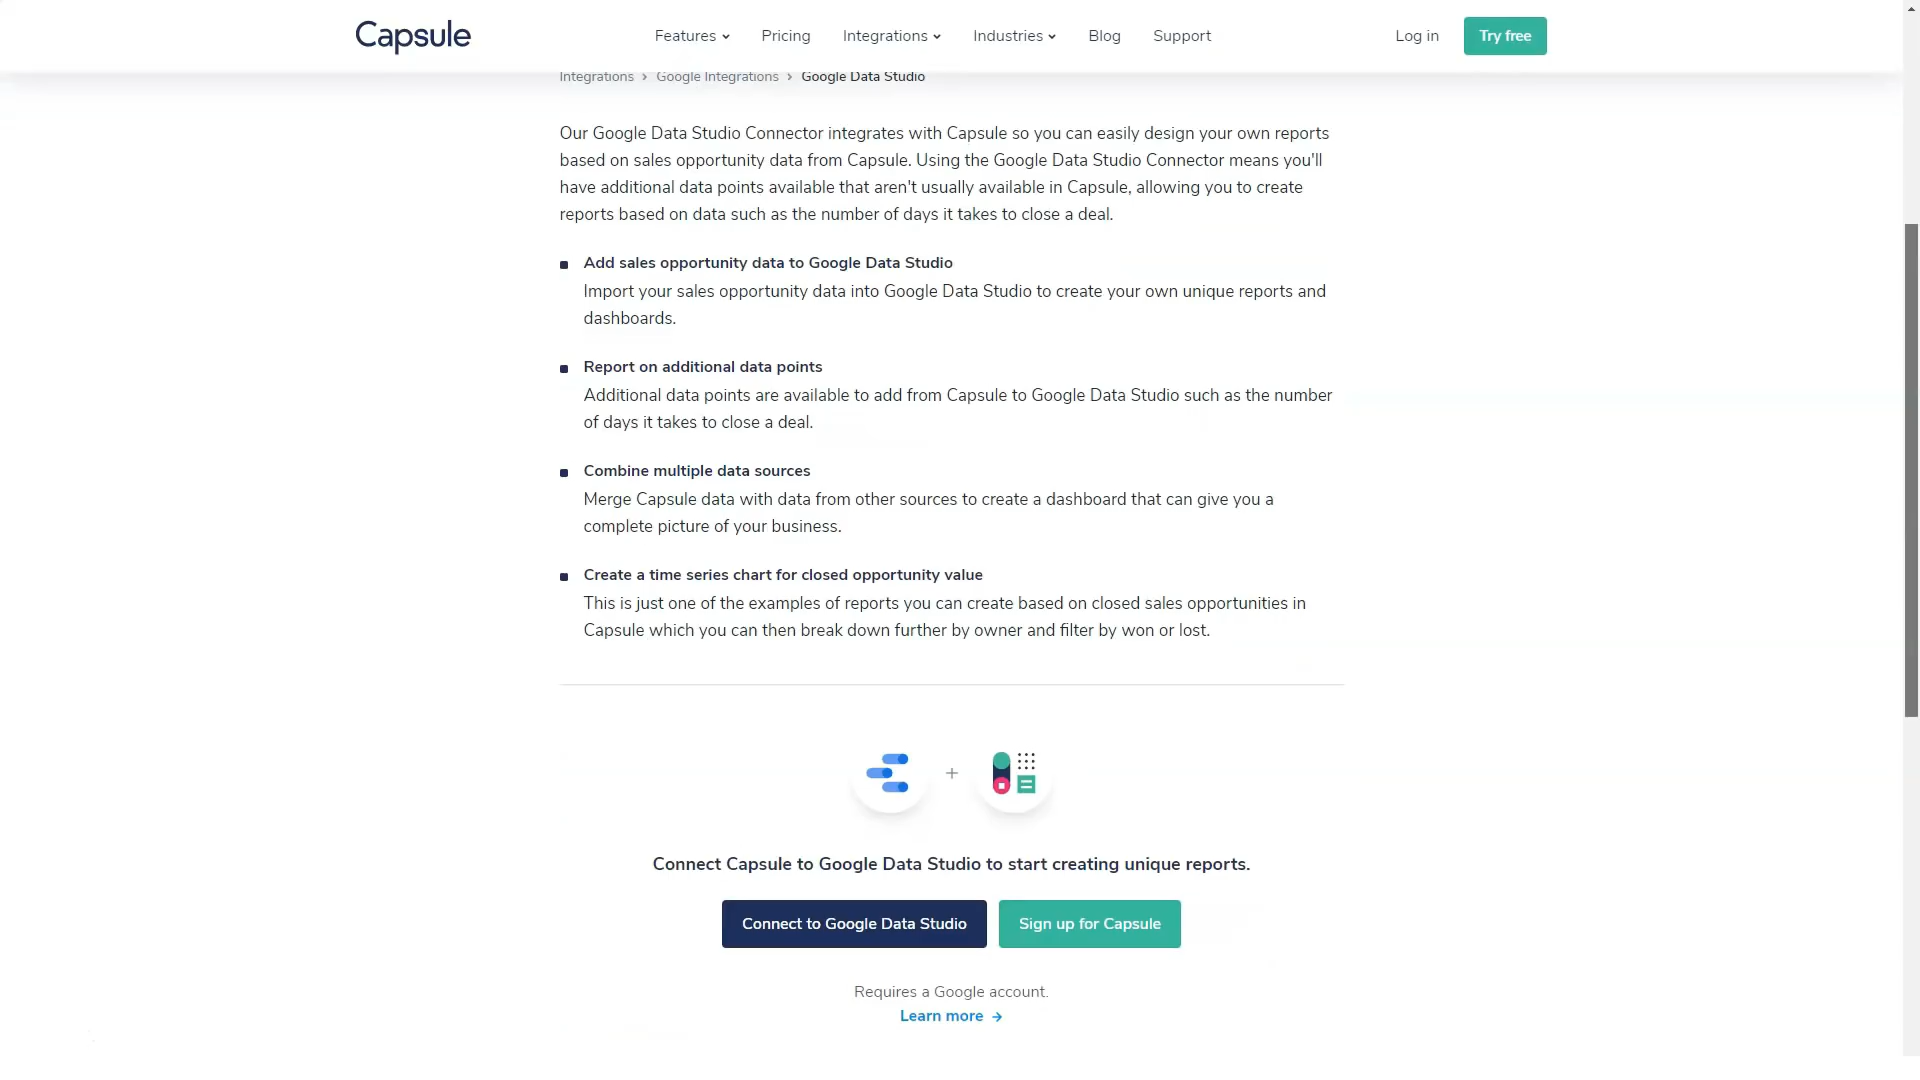 Capsule
Features
Pricing
Integrations
Industries
Blog
Support
Log in
Try free
Integrations › Google Integrations › Google Data Studio
Our Google Data Studio Connector integrates with Capsule so you can easily design your own reports
based on sales opportunity data from Capsule. Using the Google Data Studio Connector means you'll
have additional data points available that aren't usually available in Capsule, allowing you to create
reports based on data such as the number of days it takes to close a deal.
Add sales opportunity data to Google Data Studio
Import your sales opportunity data into Google Data Studio to create your own unique reports and
dashboards.
Report on additional data points
Additional data points are available to add from Capsule to Google Data Studio such as the number
of days it takes to close a deal.
Combine multiple data sources
Merge Capsule data with data from other sources to create a dashboard that can give you a
complete picture of your business.
Create a time series chart for closed opportunity value
This is just one of the examples of reports you can create based on closed sales opportunities in
Capsule which you can then break down further by owner and filter by won or lost.
+
Connect Capsule to Google Data Studio to start creating unique reports.
Connect to Google Data Studio
Sign up for Capsule
Requires a Google account.
Learn more →